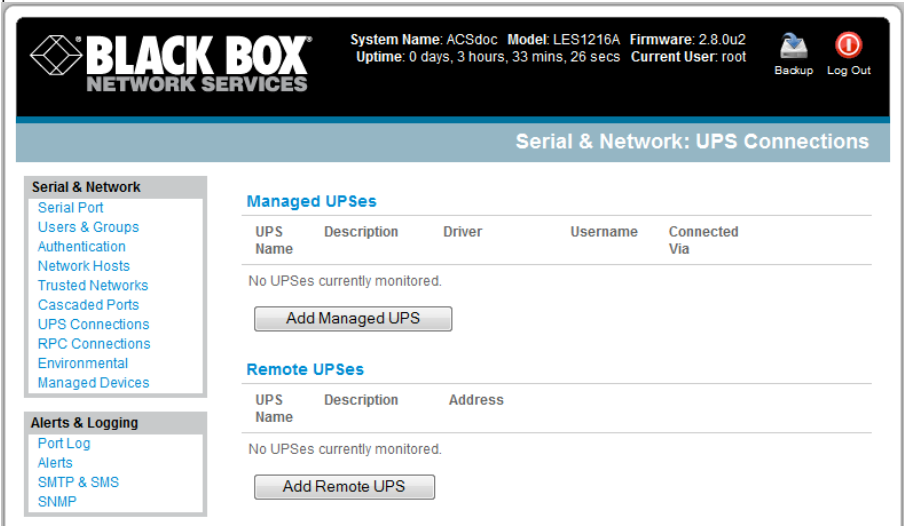 BLACK BOX®
NETWORK SERVICES
System Name: ACSdoc Model: LES1216A Firmware: 2.8.0u2
Uptime: 0 days, 3 hours, 33 mins, 26 secs Current User: root
Backup
Log Out
Serial & Network: UPS Connections
Serial & Network
Serial Port
Users & Groups
Authentication
Network Hosts
Trusted Networks
Cascaded Ports
UPS Connections
RPC Connections
Environmental
Managed Devices
Alerts & Logging
Port Log
Alerts
SMTP & SMS
SNMP
Managed UPSes
UPS Name Description Driver Username Connected Via
No UPSes currently monitored.
Add Managed UPS
Remote UPSes
UPS Name Description Address
No UPSes currently monitored.
Add Remote UPS